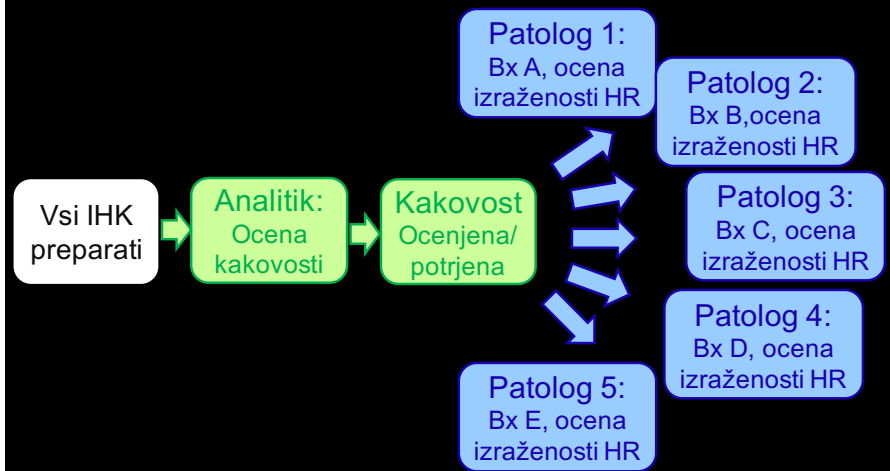 Vsi IHK
preparati
Analitik:
Ocena
kakovosti
Kakovost
Ocenjena/
potrjena
Patolog 1:
Bx A, ocena
izraženosti HR
Patolog 2:
Bx B,ocena
izraženosti HR
Patolog 3:
Bx C, ocena
izraženosti HR
Patolog 4:
Bx D, ocena
izraženosti HR
Patolog 5:
Bx E, ocena
izraženosti HR